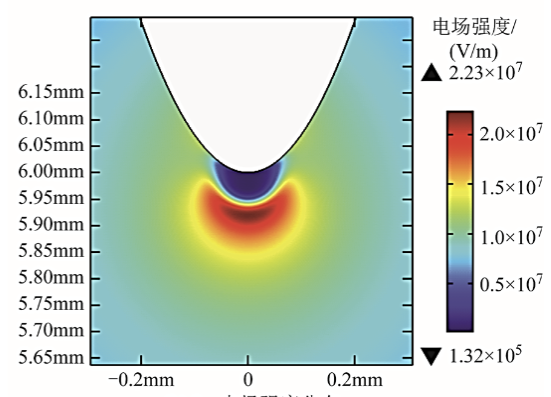 电场强度/
(V/m)
▲ 2.23×10⁷
2.0×10⁷
1.5×10⁷
1.0×10⁷
0.5×10⁷
▼ 1.32×10⁵
6.15mm
6.10mm
6.05mm
6.00mm
5.95mm
5.90mm
5.85mm
5.80mm
5.75mm
5.70mm
5.65mm
−0.2mm 0 0.2mm